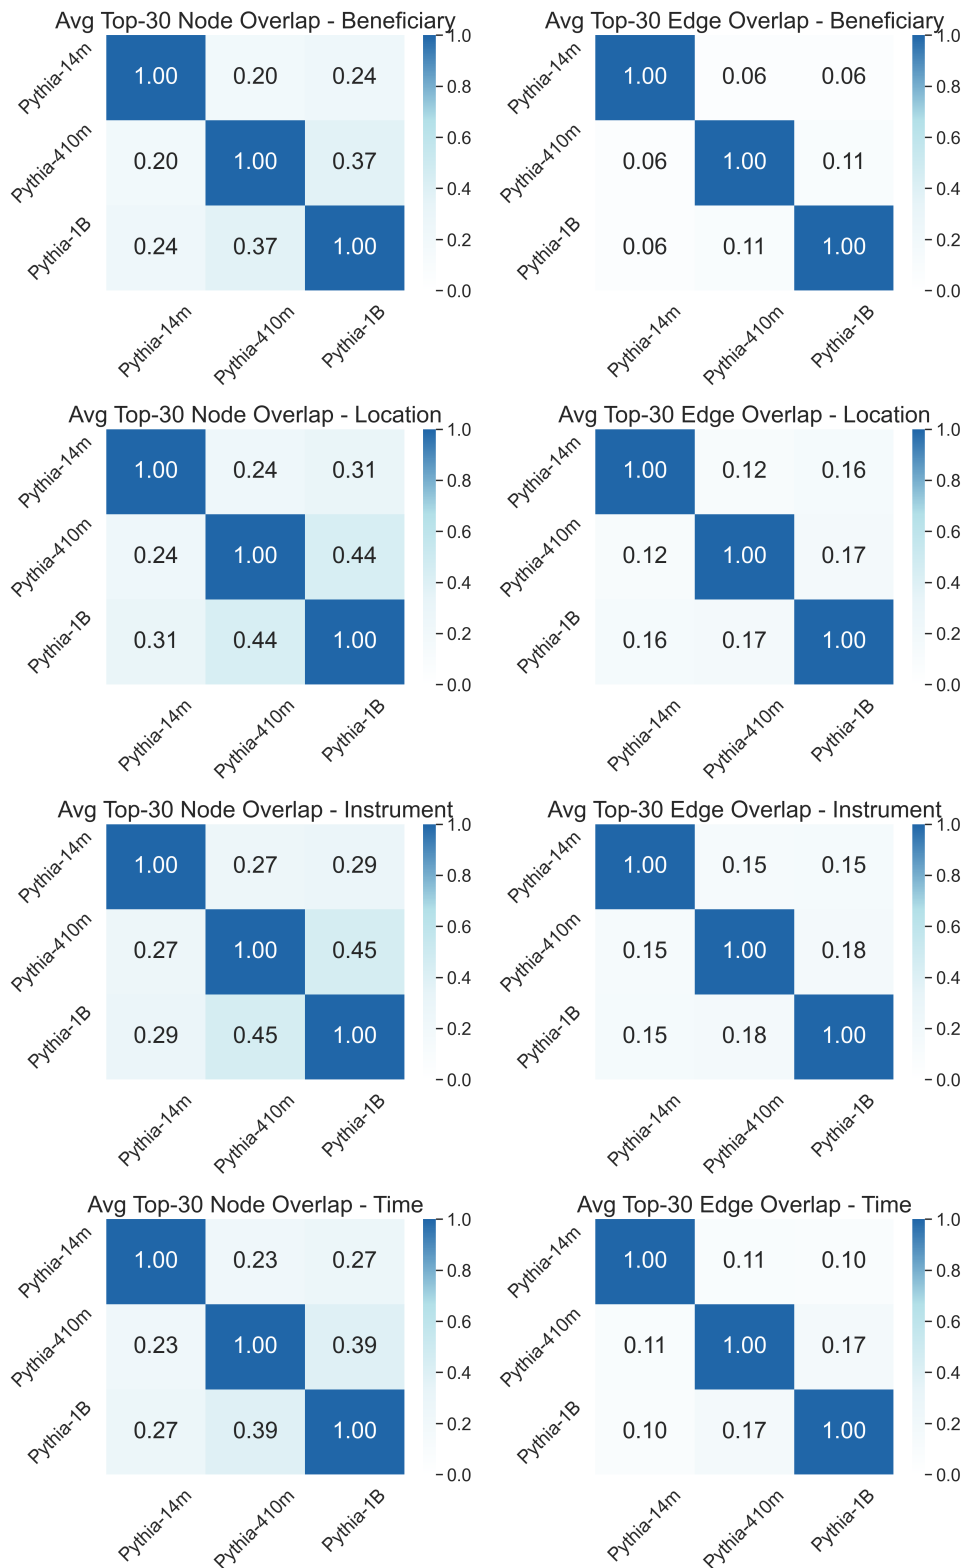 Avg Top-30 Node Overlap - Beneficiary
Pythia-14m
Pythia-410m
Pythia-1B
1.00 0.20 0.24
0.20 1.00 0.37
0.24 0.37 1.00
Pythia-14m Pythia-410m Pythia-1B
1.0
0.8
0.6
0.4
0.2
0.0
Avg Top-30 Edge Overlap - Beneficiary
Pythia-14m
Pythia-410m
Pythia-1B
1.00 0.06 0.06
0.06 1.00 0.11
0.06 0.11 1.00
Pythia-14m Pythia-410m Pythia-1B
1.0
0.8
0.6
0.4
0.2
0.0
Avg Top-30 Node Overlap - Location
Pythia-14m
Pythia-410m
Pythia-1B
1.00 0.24 0.31
0.24 1.00 0.44
0.31 0.44 1.00
Pythia-14m Pythia-410m Pythia-1B
1.0
0.8
0.6
0.4
0.2
0.0
Avg Top-30 Edge Overlap - Location
Pythia-14m
Pythia-410m
Pythia-1B
1.00 0.12 0.16
0.12 1.00 0.17
0.16 0.17 1.00
Pythia-14m Pythia-410m Pythia-1B
1.0
0.8
0.6
0.4
0.2
0.0
Avg Top-30 Node Overlap - Instrument
Pythia-14m
Pythia-410m
Pythia-1B
1.00 0.27 0.29
0.27 1.00 0.45
0.29 0.45 1.00
Pythia-14m Pythia-410m Pythia-1B
1.0
0.8
0.6
0.4
0.2
0.0
Avg Top-30 Edge Overlap - Instrument
Pythia-14m
Pythia-410m
Pythia-1B
1.00 0.15 0.15
0.15 1.00 0.18
0.15 0.18 1.00
Pythia-14m Pythia-410m Pythia-1B
1.0
0.8
0.6
0.4
0.2
0.0
Avg Top-30 Node Overlap - Time
Pythia-14m
Pythia-410m
Pythia-1B
1.00 0.23 0.27
0.23 1.00 0.39
0.27 0.39 1.00
Pythia-14m Pythia-410m Pythia-1B
1.0
0.8
0.6
0.4
0.2
0.0
Avg Top-30 Edge Overlap - Time
Pythia-14m
Pythia-410m
Pythia-1B
1.00 0.11 0.10
0.11 1.00 0.17
0.10 0.17 1.00
Pythia-14m Pythia-410m Pythia-1B
1.0
0.8
0.6
0.4
0.2
0.0